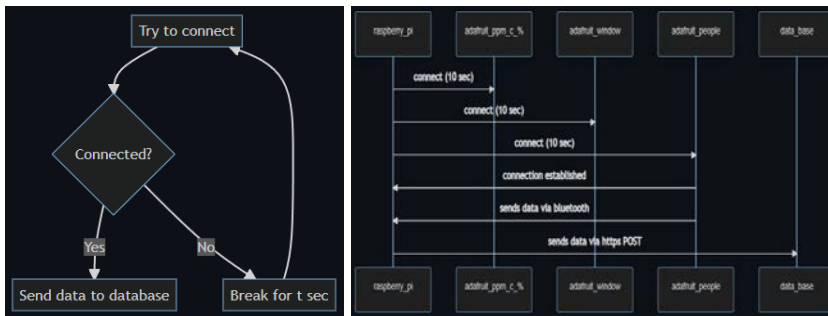 Try to connect
Connected?
Yes
No
Send data to database
Break for t sec
raspberry_pi
adafruit_ppm_c_%
adafruit_window
adafruit_people
data_base
connect (10 sec)
connect (10 sec)
connect (10 sec)
connection established
sends data via bluetooth
sends data via https POST
raspberry_pi
adafruit_ppm_c_%
adafruit_window
adafruit_people
data_base